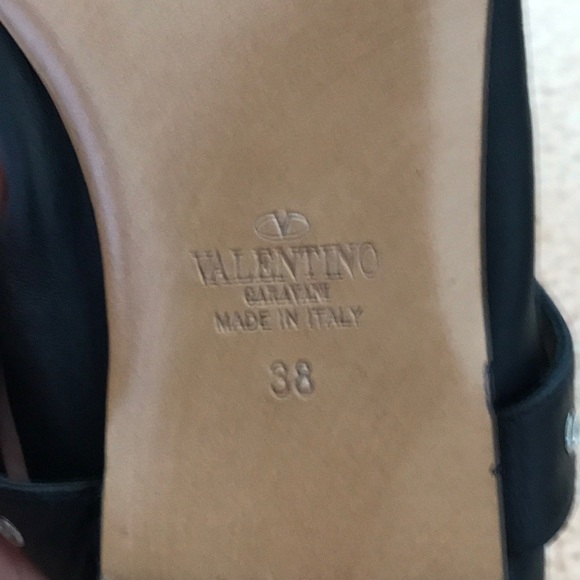 V
VALENTINO
GARAVANI
MADE IN ITALY
38